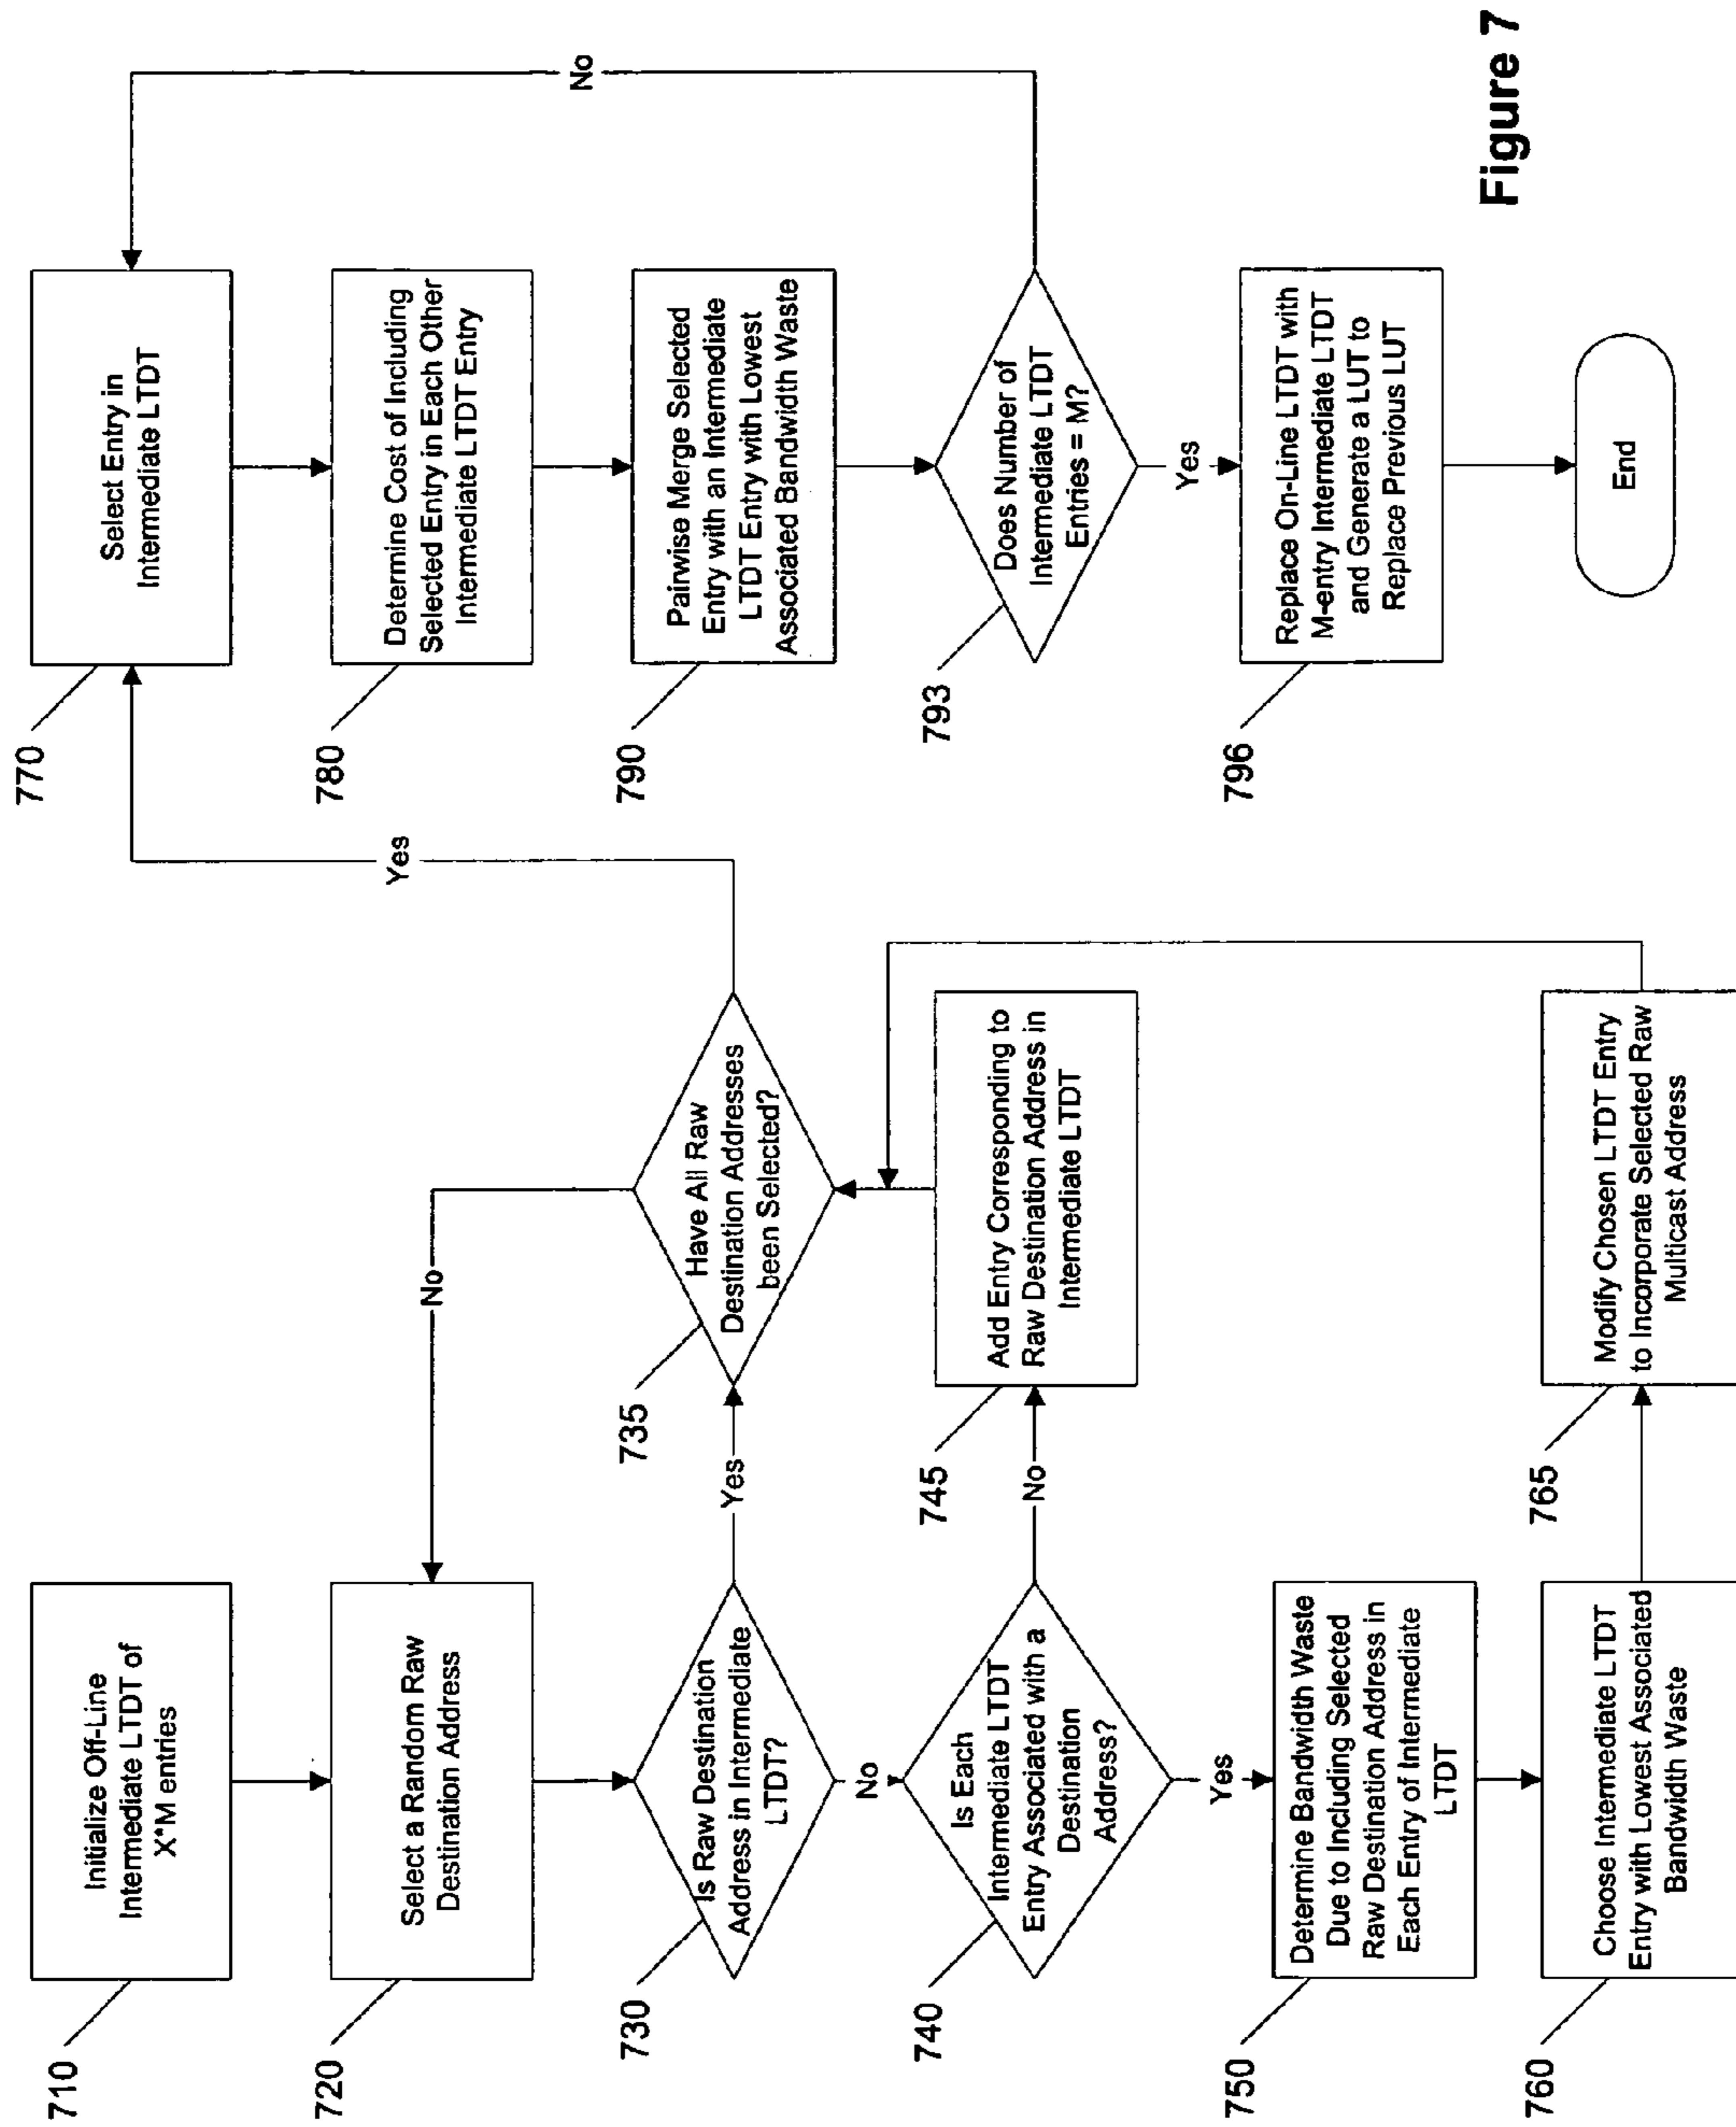 710
Initialize Off-Line
Intermediate LTDT of
X*M entries
720
Select a Random Raw
Destination Address
730
Is Raw Destination
Address in Intermediate
LTDT?
Yes
No
735
Have All Raw
Destination Addresses
been Selected?
No
Yes
740
Is Each
Intermediate LTDT
Entry Associated with a
Destination
Address?
No
Yes
745
Add Entry Corresponding to
Raw Destination Address in
Intermediate LTDT
750
Determine Bandwidth Waste
Due to Including Selected
Raw Destination Address in
Each Entry of Intermediate
LTDT
760
Choose Intermediate LTDT
Entry with Lowest Associated
Bandwidth Waste
765
Modify Chosen LTDT Entry
to Incorporate Selected Raw
Multicast Address
770
Select Entry in
Intermediate LTDT
780
Determine Cost of Including
Selected Entry in Each Other
Intermediate LTDT Entry
790
Pairwise Merge Selected
Entry with an Intermediate
LTDT Entry with Lowest
Associated Bandwidth Waste
793
Does Number of
Intermediate LTDT
Entries = M?
No
Yes
796
Replace On-Line LTDT with
M-entry Intermediate LTDT
and Generate a LUT to
Replace Previous LUT
End
Figure 7